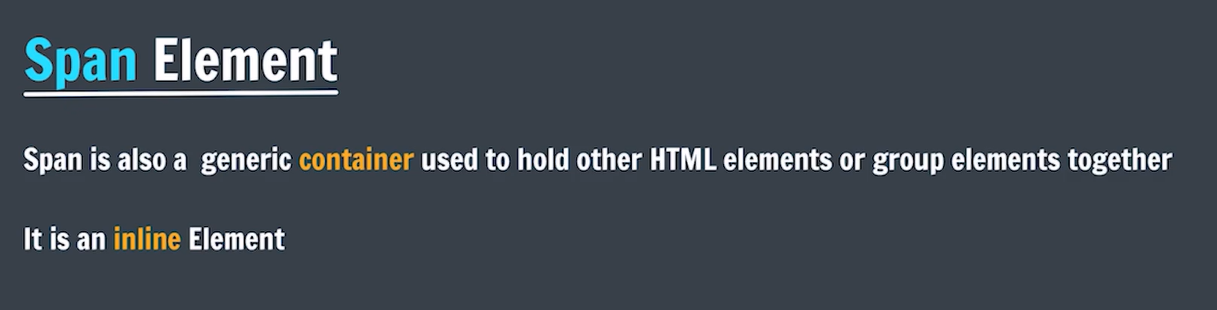 Span Element
Span is also a generic container used to hold other HTML elements or group elements together
It is an inline Element